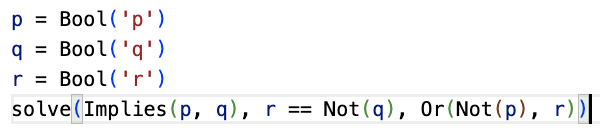 p = Bool('p')
q = Bool('q')
r = Bool('r')
solve(Implies(p, q), r == Not(q), Or(Not(p), r))